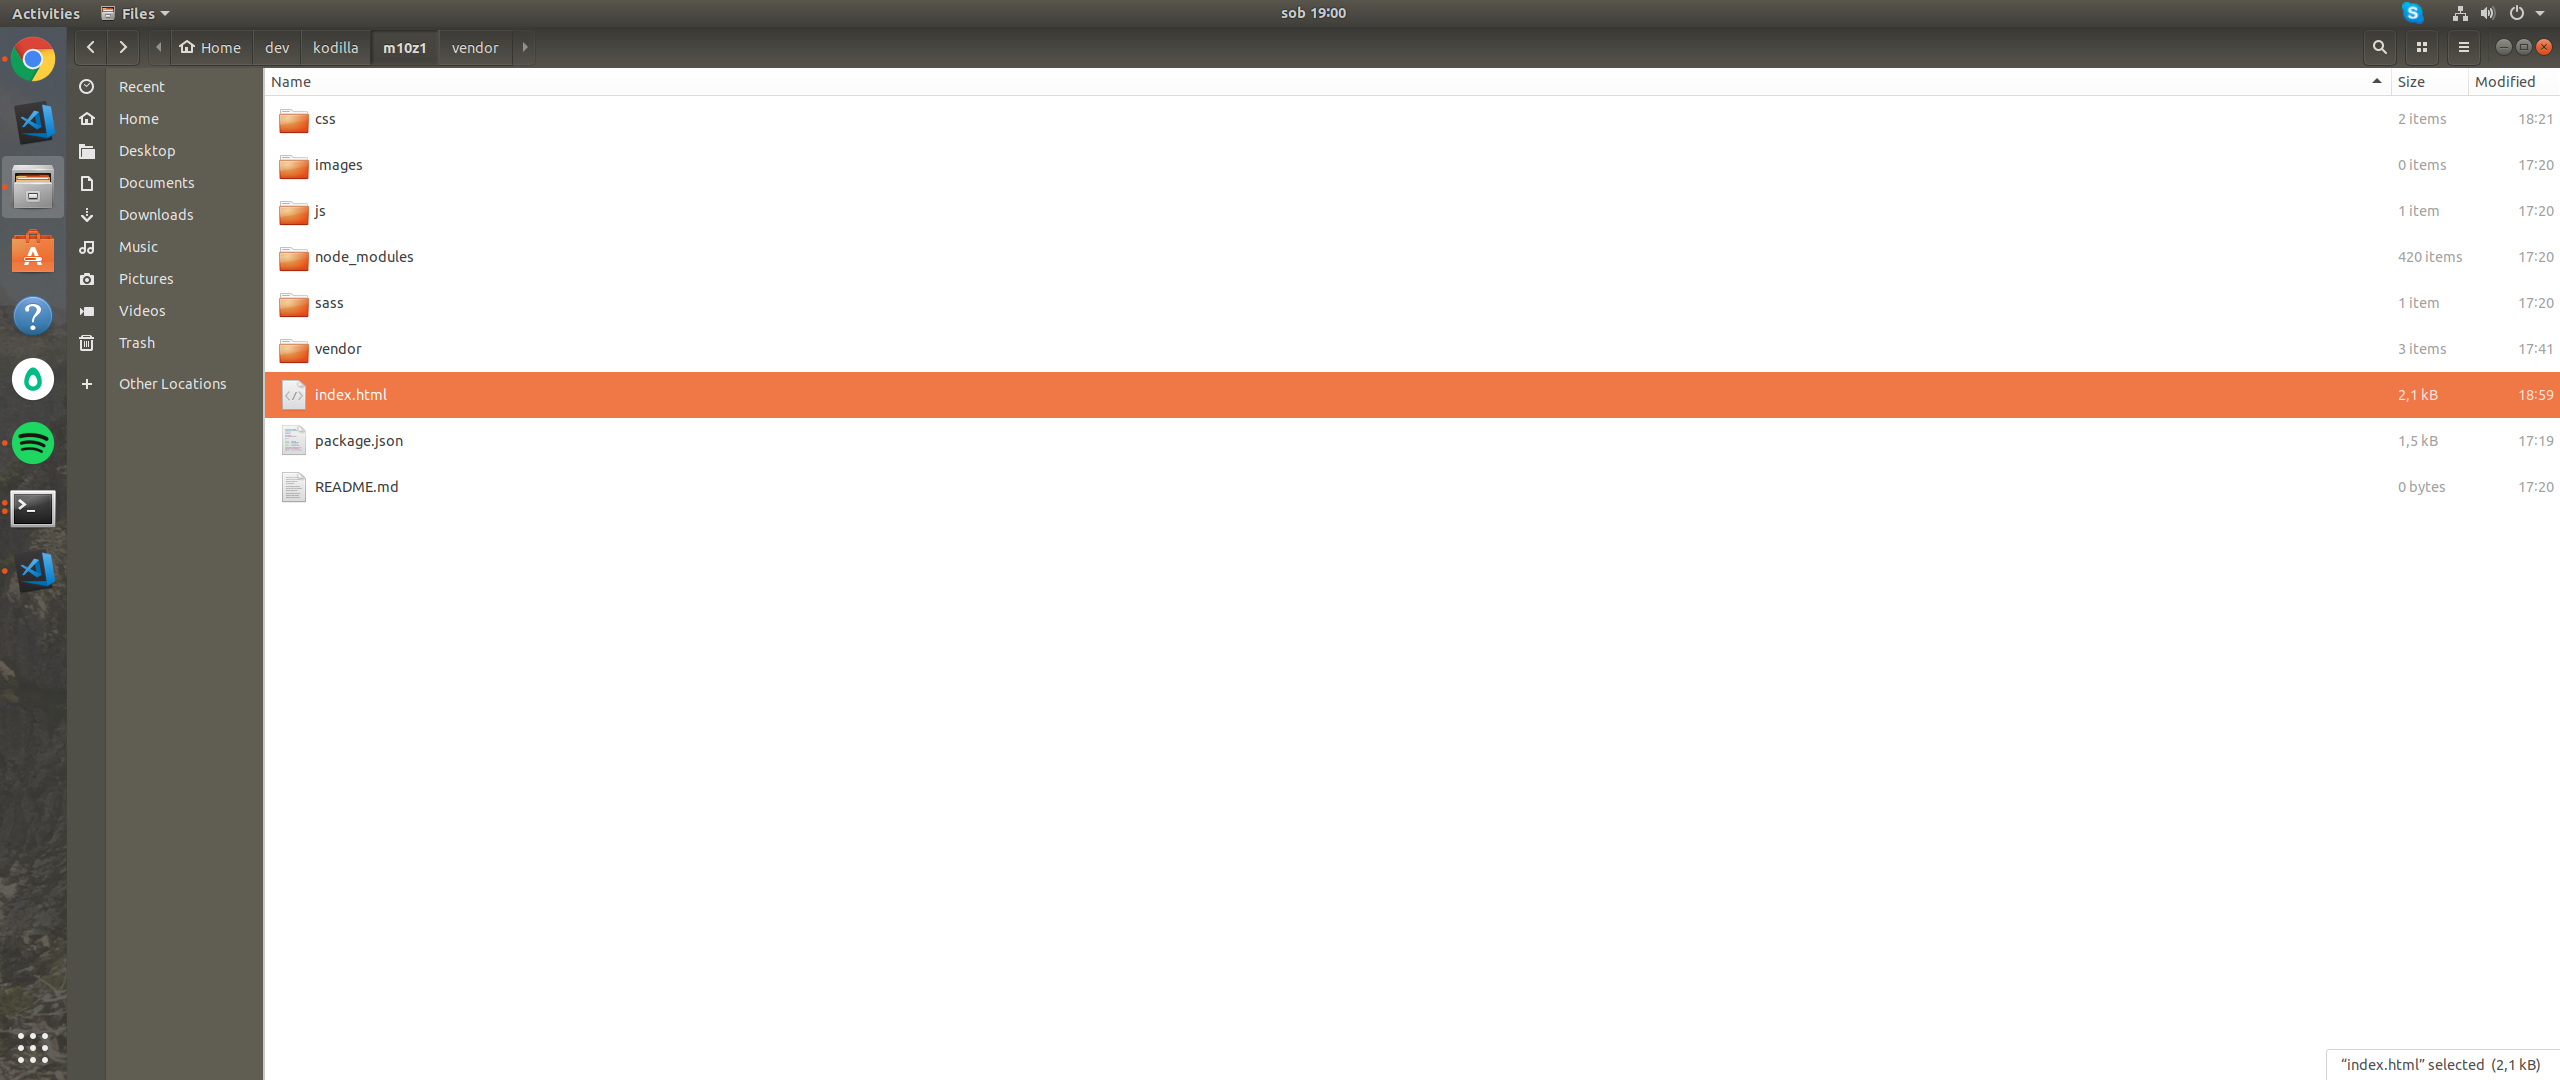 Activities Files sob 19:00
Home dev kodilla m10z1 vendor
Name Size Modified
Recent
Home
Desktop
Documents
Downloads
Music
Pictures
Videos
Trash
Other Locations
css 2 items 18:21
images 0 items 17:20
js 1 item 17:20
node_modules 420 items 17:20
sass 1 item 17:20
vendor 3 items 17:41
index.html 2,1 kB 18:59
package.json 1,5 kB 17:19
README.md 0 bytes 17:20
“index.html” selected (2,1 kB)